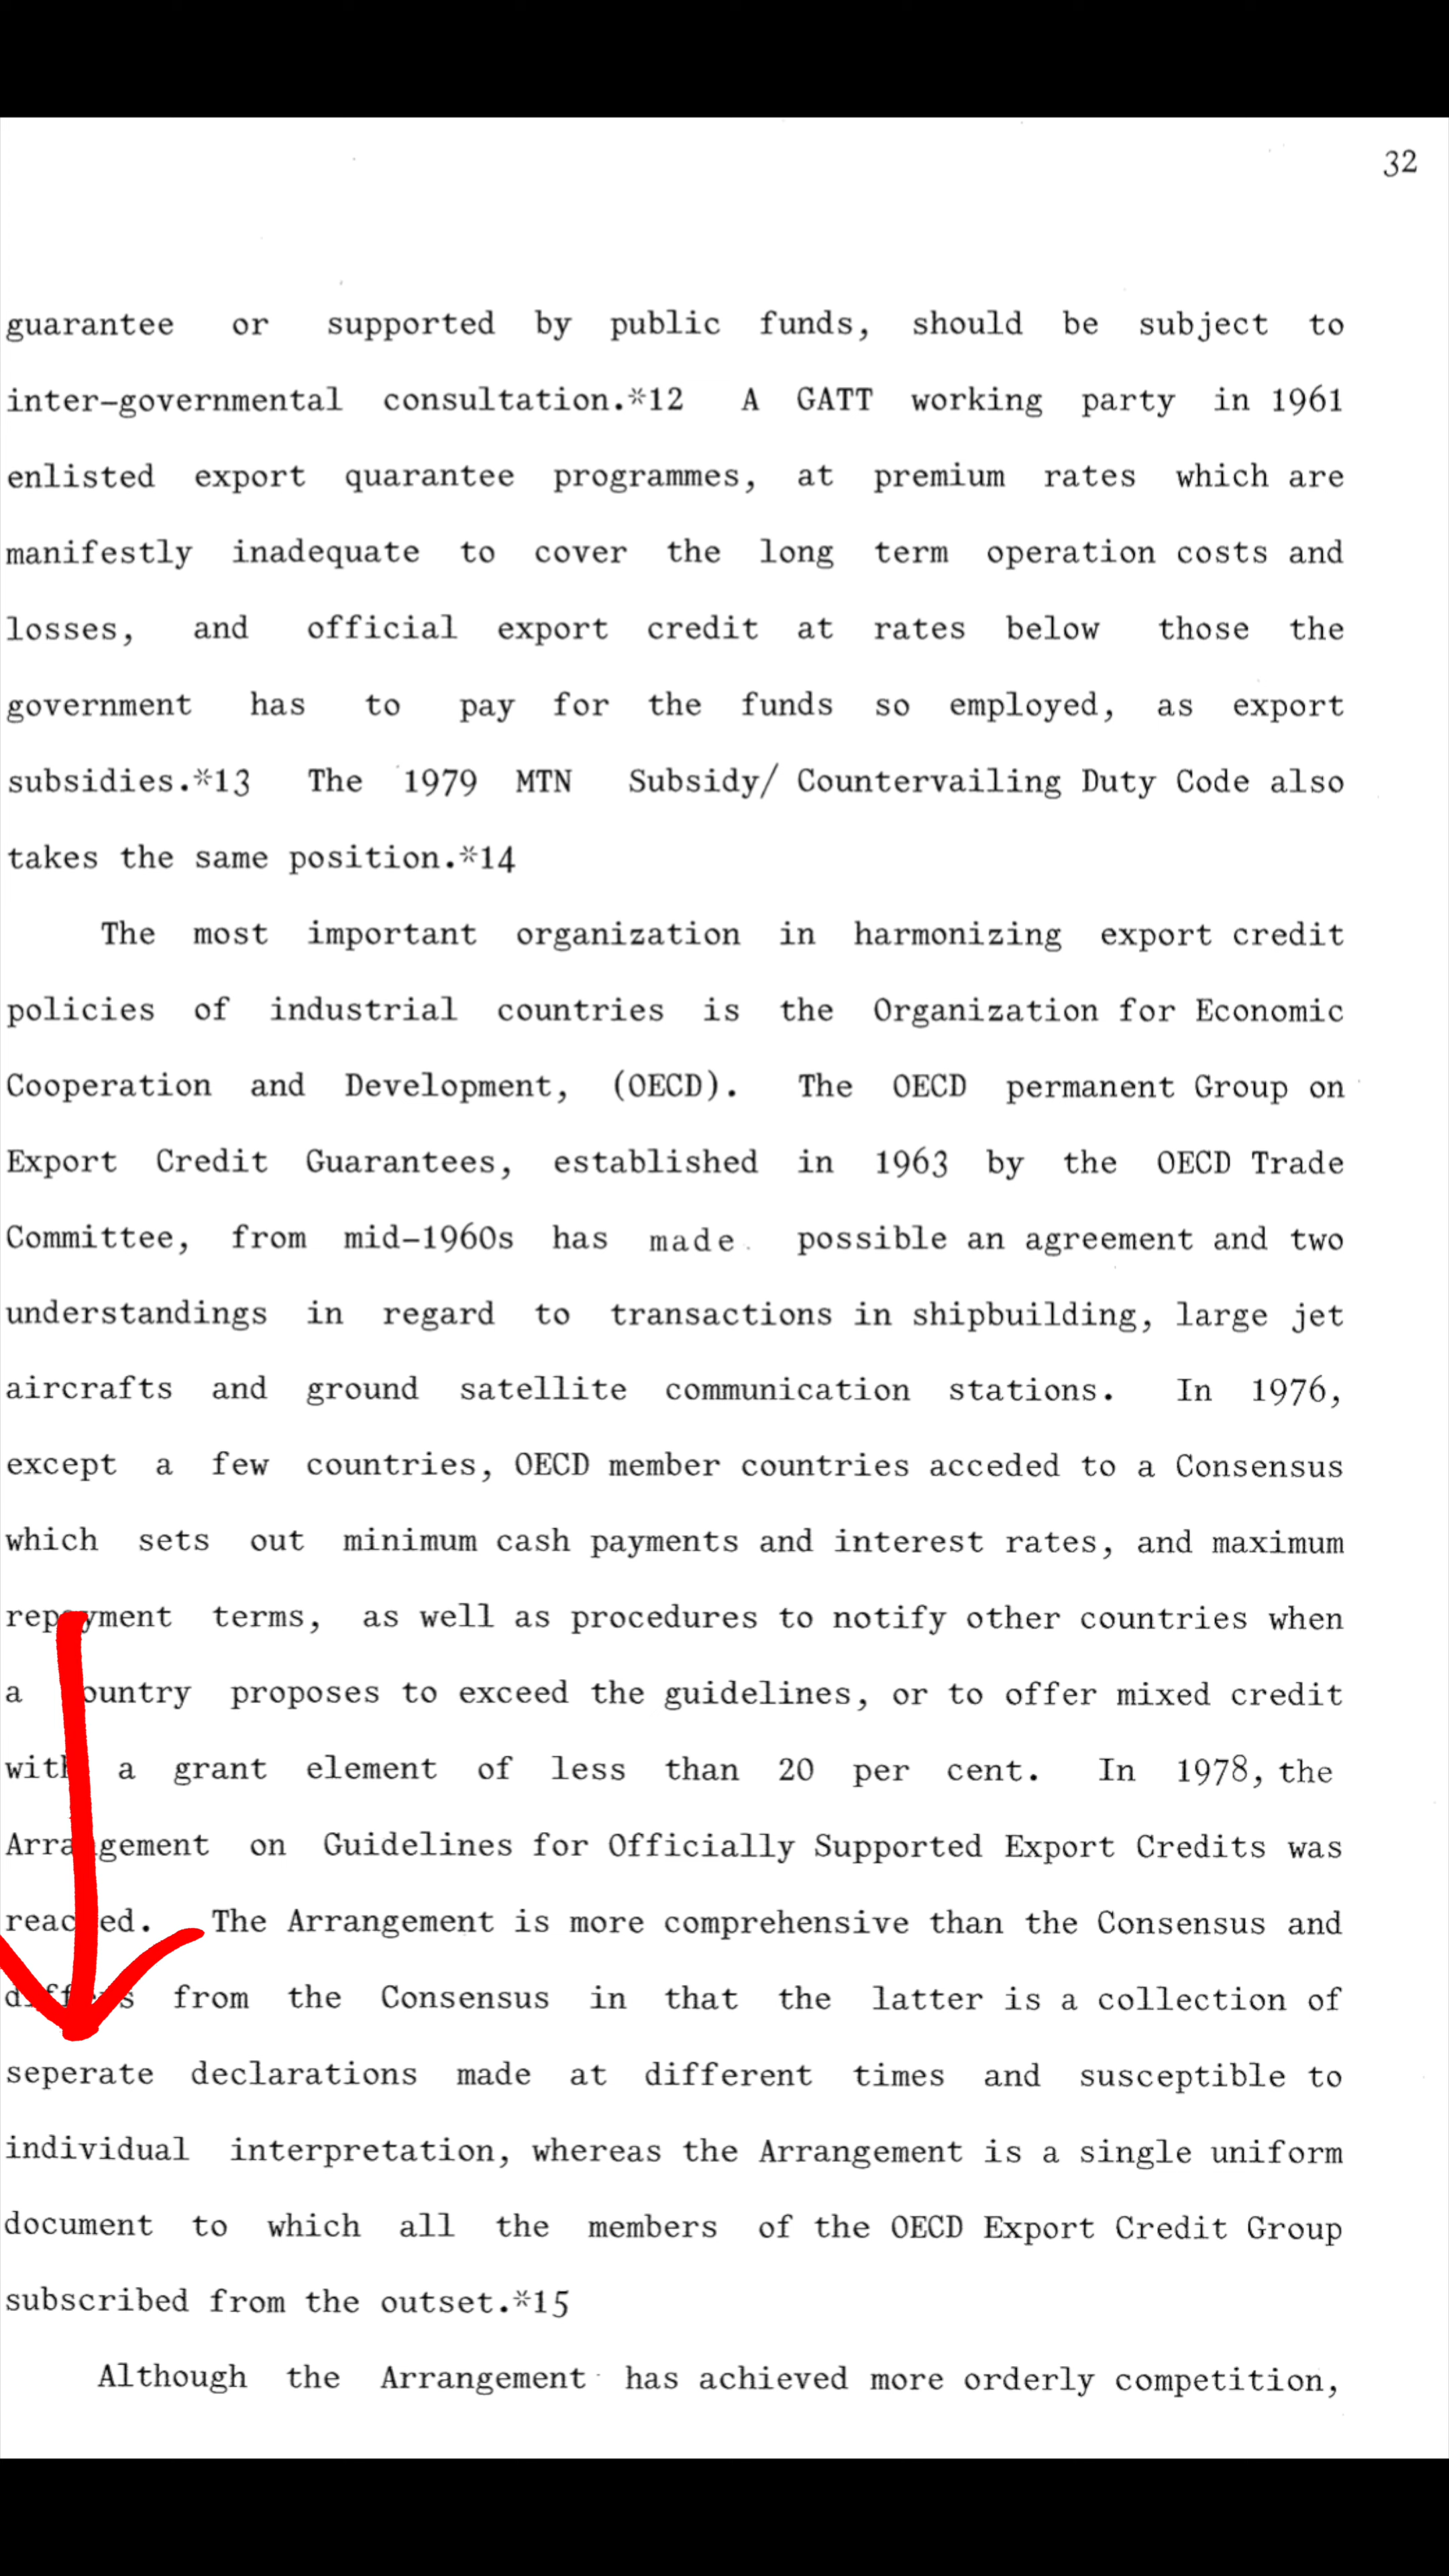 32
guarantee or supported by public funds, should be subject to
inter-governmental consultation.*12 A GATT working party in 1961
enlisted export quarantee programmes, at premium rates which are
manifestly inadequate to cover the long term operation costs and
losses, and official export credit at rates below those the
government has to pay for the funds so employed, as export
subsidies.*13 The 1979 MTN Subsidy/ Countervailing Duty Code also
takes the same position.*14
The most important organization in harmonizing export credit
policies of industrial countries is the Organization for Economic
Cooperation and Development, (OECD). The OECD permanent Group on
Export Credit Guarantees, established in 1963 by the OECD Trade
Committee, from mid-1960s has made possible an agreement and two
understandings in regard to transactions in shipbuilding, large jet
aircrafts and ground satellite communication stations. In 1976,
except a few countries, OECD member countries acceded to a Consensus
which sets out minimum cash payments and interest rates, and maximum
repayment terms, as well as procedures to notify other countries when
a country proposes to exceed the guidelines, or to offer mixed credit
with a grant element of less than 20 per cent. In 1978, the
Arrangement on Guidelines for Officially Supported Export Credits was
reached. The Arrangement is more comprehensive than the Consensus and
differs from the Consensus in that the latter is a collection of
seperate declarations made at different times and susceptible to
individual interpretation, whereas the Arrangement is a single uniform
document to which all the members of the OECD Export Credit Group
subscribed from the outset.*15
Although the Arrangement has achieved more orderly competition,